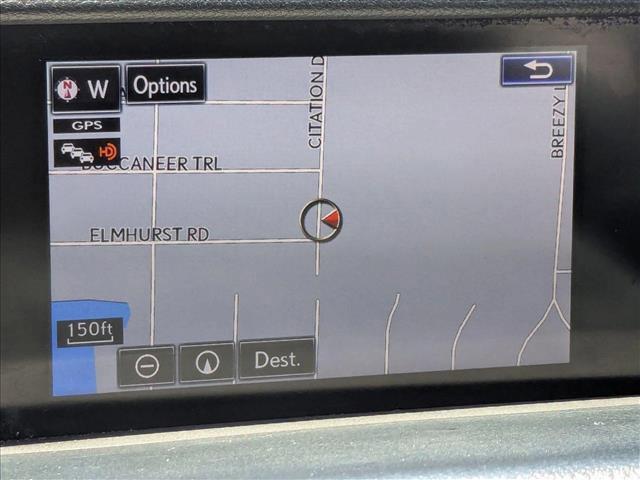 N W
Options
GPS
HD
BUCCANEER TRL
ELMHURST RD
CITATION D
BREEZY L
150ft
Dest.